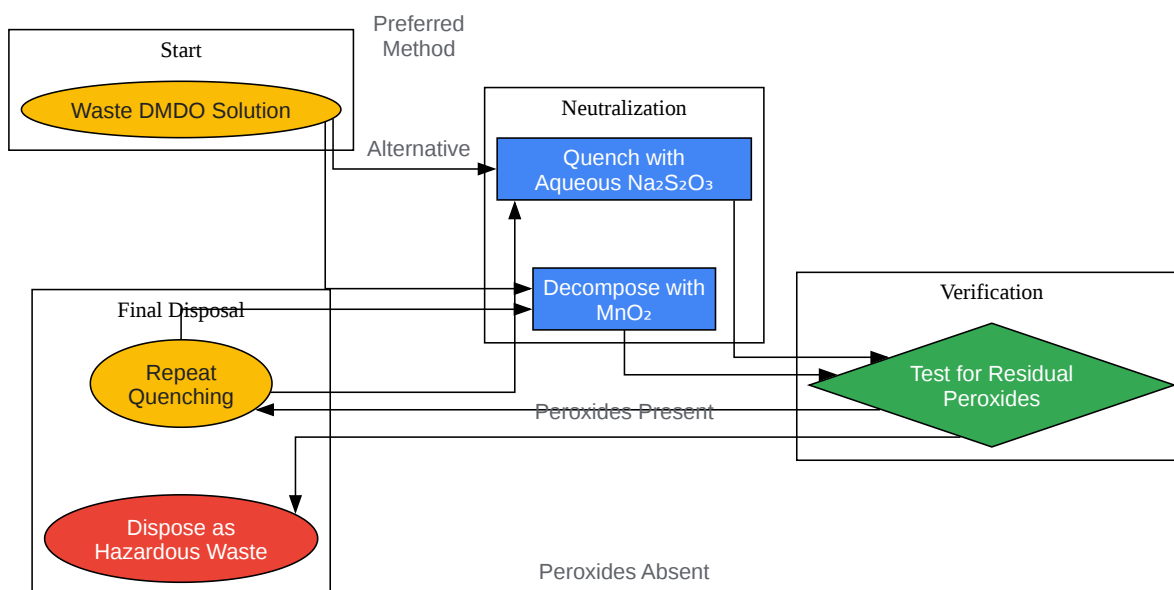 Preferred
Method
Start
Waste DMDO Solution
Alternative
Neutralization
Quench with
Aqueous Na₂S₂O₃
Decompose with
MnO₂
Verification
Test for Residual
Peroxides
Final Disposal
Repeat
Quenching
Peroxides Present
Dispose as
Hazardous Waste
Peroxides Absent